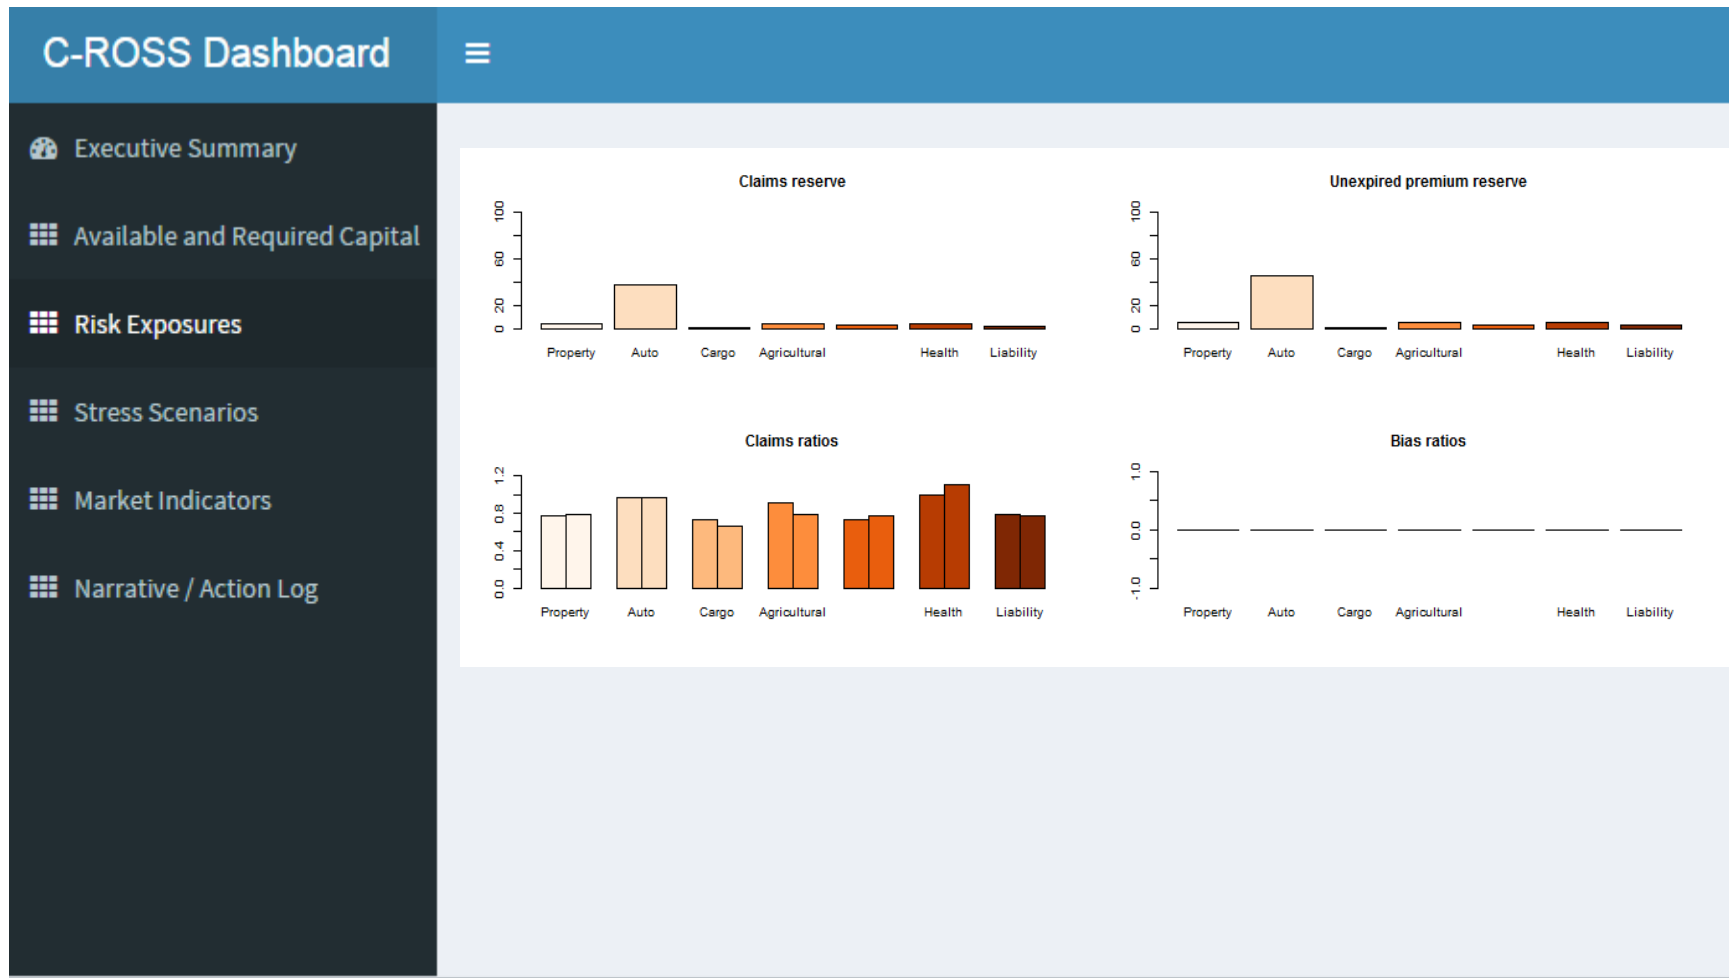 C-ROSS Dashboard
Executive Summary
Available and Required Capital
Risk Exposures
Stress Scenarios
Market Indicators
Narrative / Action Log
Claims reserve
100
60
20
0
Property Auto Cargo Agricultural Health Liability
Unexpired premium reserve
100
60
20
0
Property Auto Cargo Agricultural Health Liability
Claims ratios
1.2
0.8
0.4
0.0
Property Auto Cargo Agricultural Health Liability
Bias ratios
1.0
0.0
-1.0
Property Auto Cargo Agricultural Health Liability